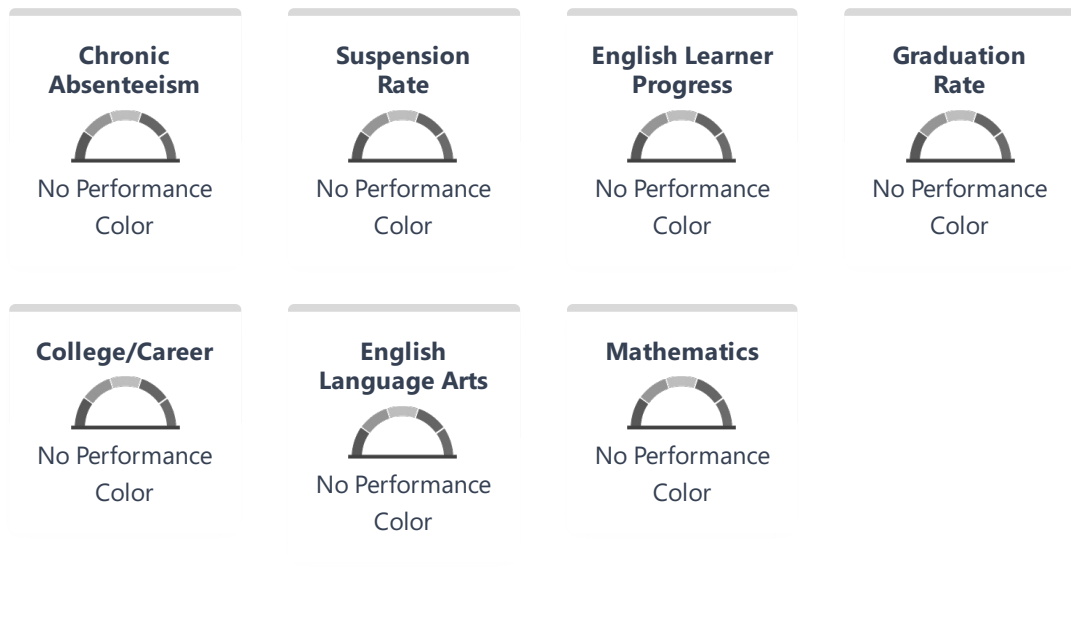 Chronic
Absenteeism
No Performance
Color
Suspension
Rate
No Performance
Color
English Learner
Progress
No Performance
Color
Graduation
Rate
No Performance
Color
College/Career
No Performance
Color
English
Language Arts
No Performance
Color
Mathematics
No Performance
Color